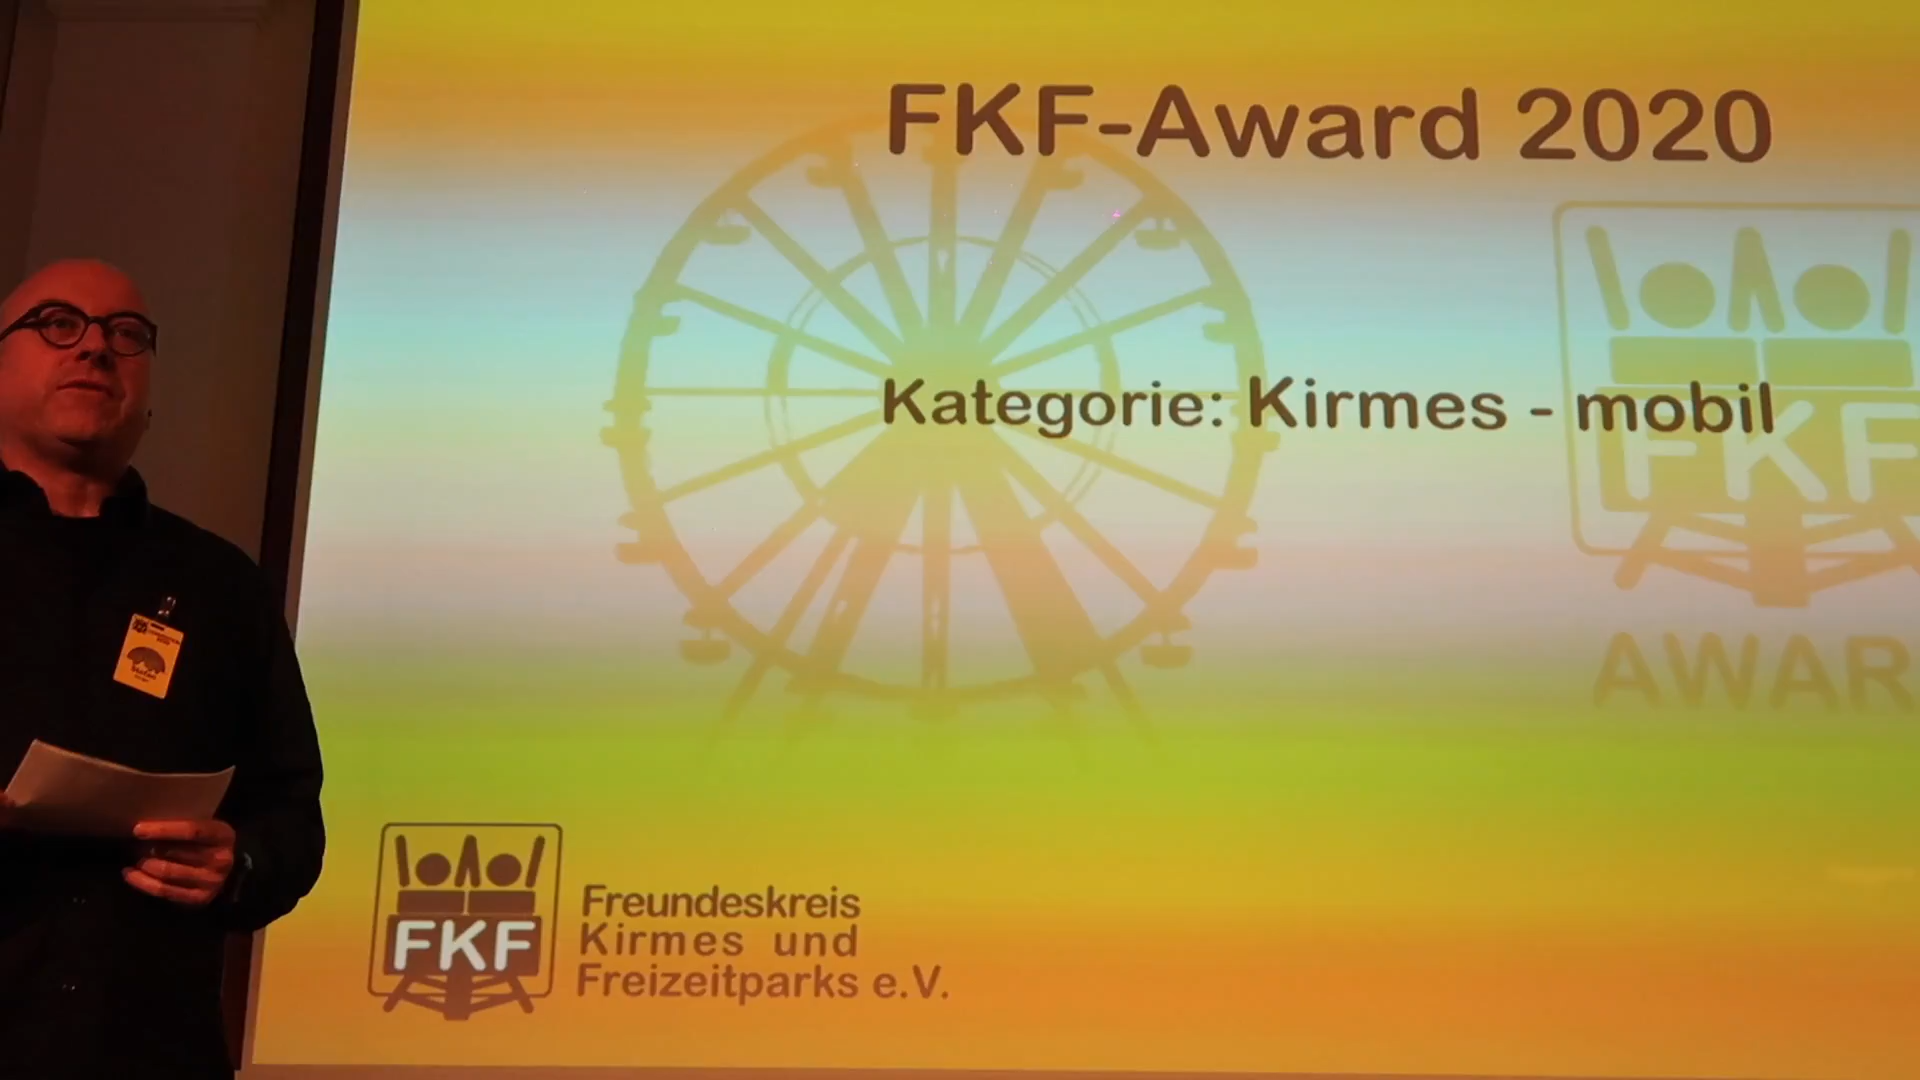 FKF-Award 2020
Kategorie: Kirmes - mobil
FKF
AWAR
FKF
Freundeskreis
Kirmes und
Freizeitparks e.V.